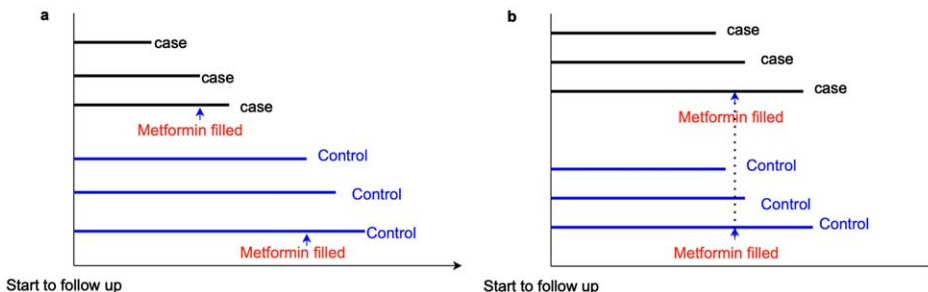 a
case
case
case
Metformin filled
Control
Control
Control
Metformin filled
Start to follow up
b
case
case
case
Metformin filled
Control
Control
Control
Metformin filled
Start to follow up